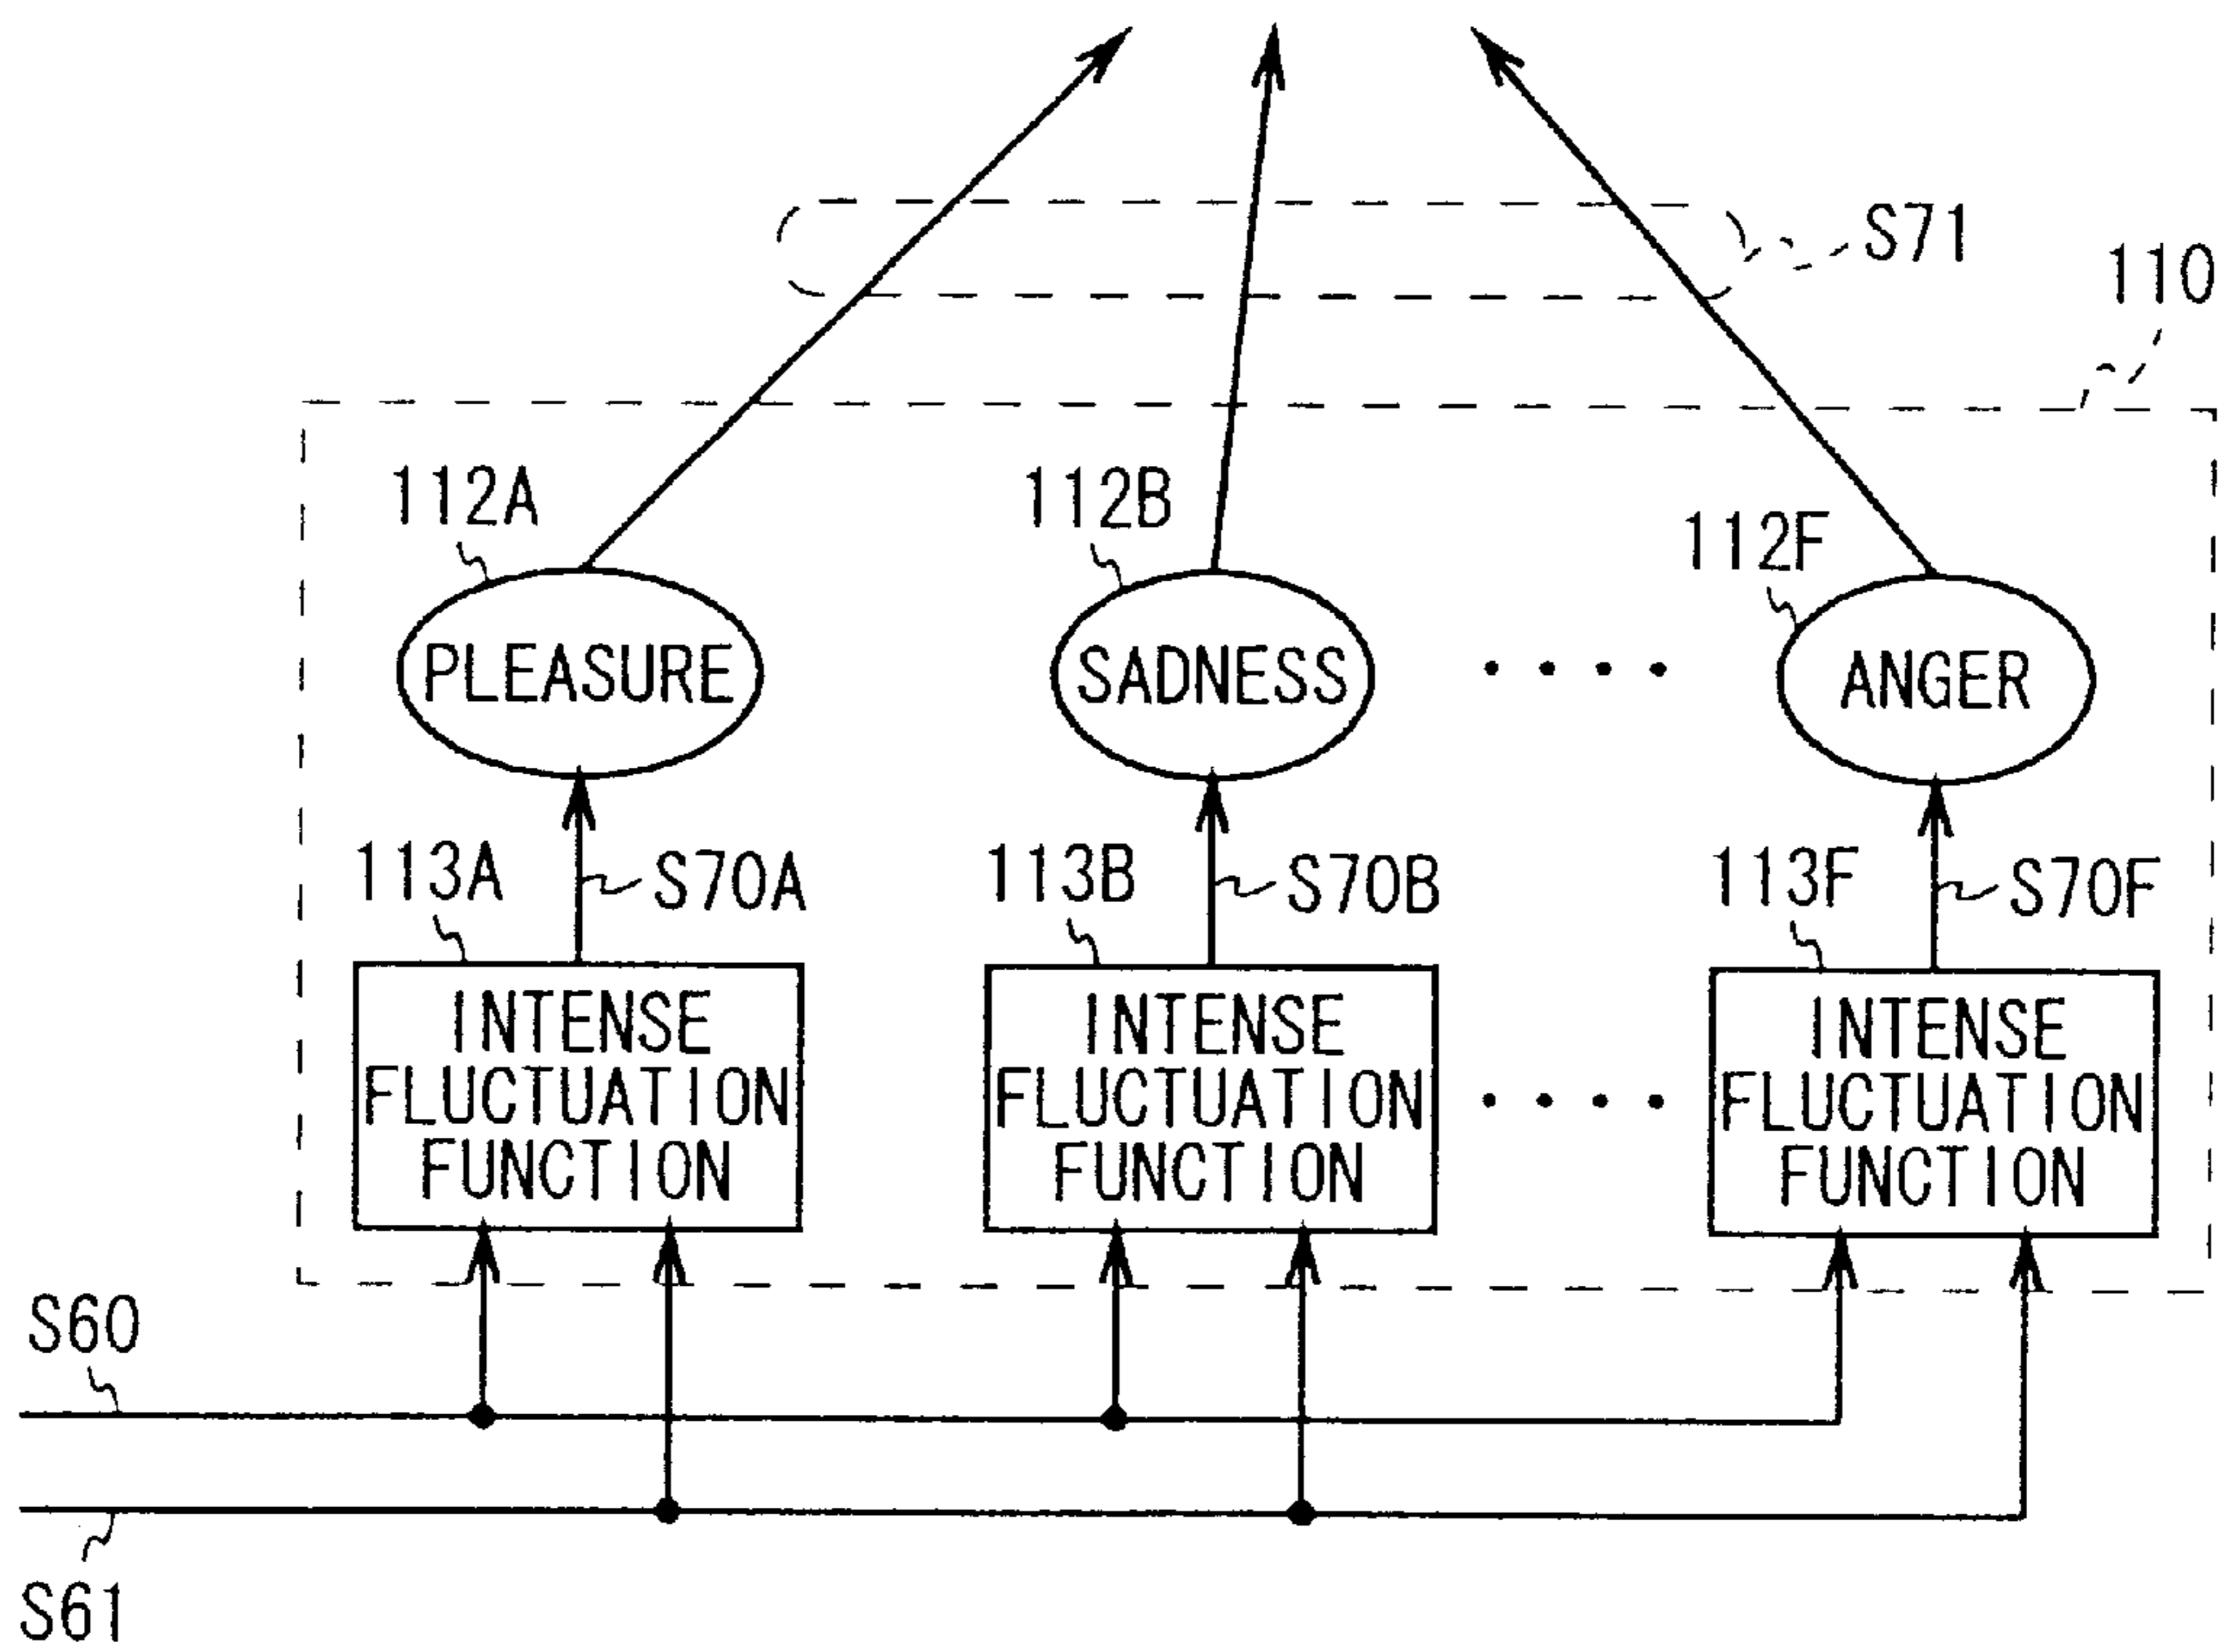 S71
110
112A
112B
112F
PLEASURE
SADNESS
ANGER
113A
S70A
113B
S70B
113F
S70F
INTENSE
FLUCTUATION
FUNCTION
INTENSE
FLUCTUATION
FUNCTION
INTENSE
FLUCTUATION
FUNCTION
S60
S61